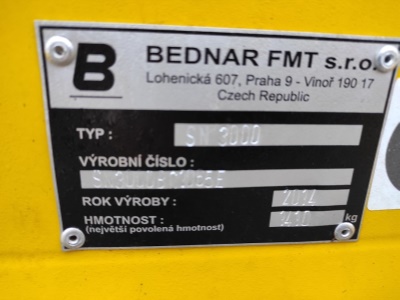 B
BEDNAR FMT s.r.o.
Lohenická 607, Praha 9 - Vinoř 190 17
Czech Republic
TYP : SN 3000
VÝROBNÍ ČÍSLO :
ROK VÝROBY : 2014
HMOTNOST : kg
(největší povolená hmotnost)